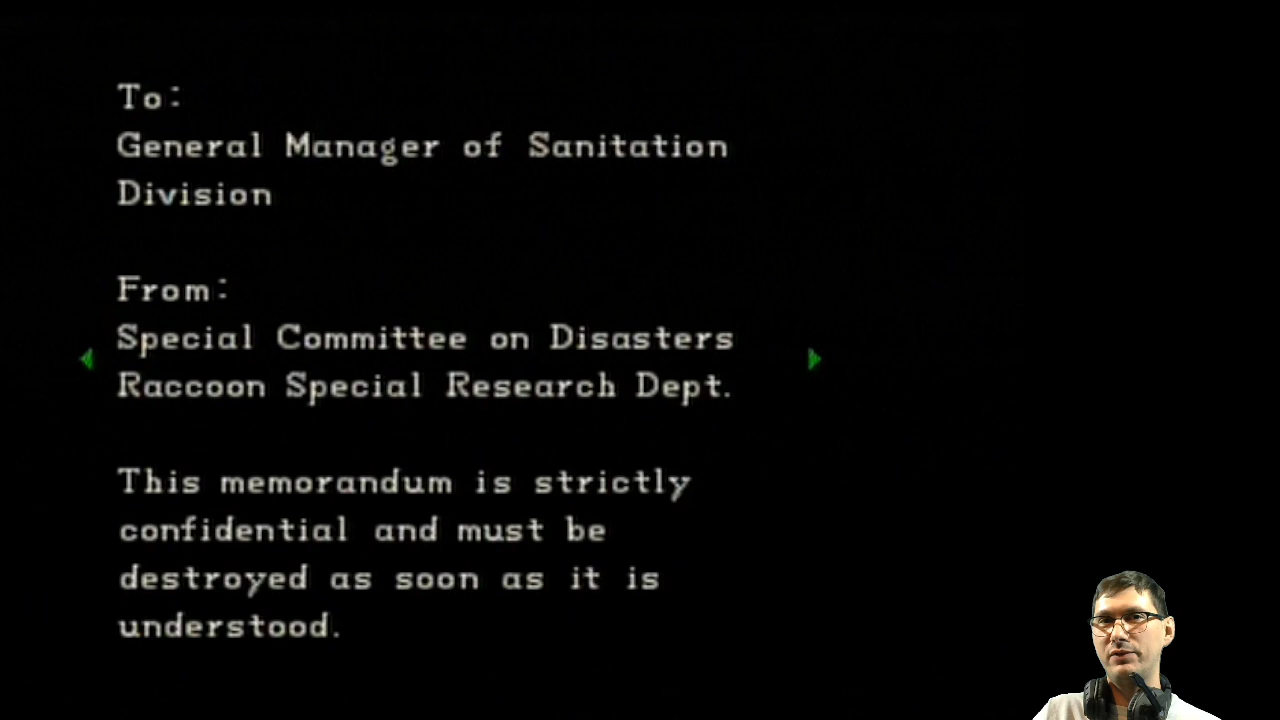 To:
General Manager of Sanitation
Division
From:
Special Committee on Disasters
Raccoon Special Research Dept.
This memorandum is strictly
confidential and must be
destroyed as soon as it is
understood.